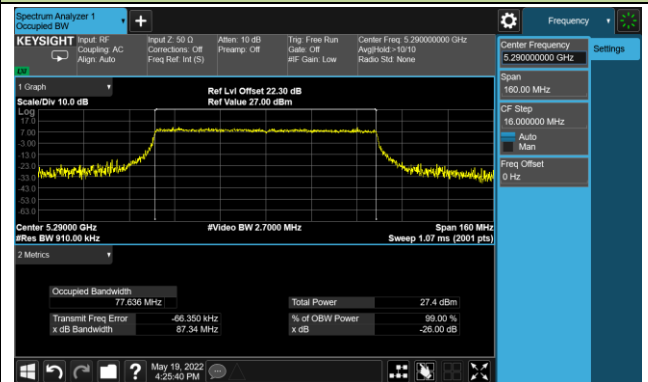 Spectrum Analyzer 1
Occupied BW
KEYSIGHT
Input: RF
Coupling: AC
Align: Auto
Input Z: 50 Ω
Corrections: Off
Freq Ref: Int (S)
Atten: 10 dB
Preamp: Off
Trig: Free Run
Gate: Off
#IF Gain: Low
Center Freq: 5.290000000 GHz
Avg|Hold:>10/10
Radio Std: None
1 Graph
Scale/Div 10.0 dB
Ref Lvl Offset 22.30 dB
Ref Value 27.00 dBm
Log
17.0
7.00
-3.00
-13.0
-23.0
-33.0
-43.0
-53.0
-63.0
Center 5.29000 GHz
#Res BW 910.00 kHz
#Video BW 2.7000 MHz
Span 160 MHz
Sweep 1.07 ms (2001 pts)
2 Metrics
Occupied Bandwidth
77.636 MHz
Transmit Freq Error -66.350 kHz
x dB Bandwidth 87.34 MHz
Total Power 27.4 dBm
% of OBW Power 99.00 %
x dB -26.00 dB
May 19, 2022
4:25:40 PM
Frequency
Settings
Center Frequency
5.290000000 GHz
Span
160.00 MHz
CF Step
16.000000 MHz
Auto
Man
Freq Offset
0 Hz